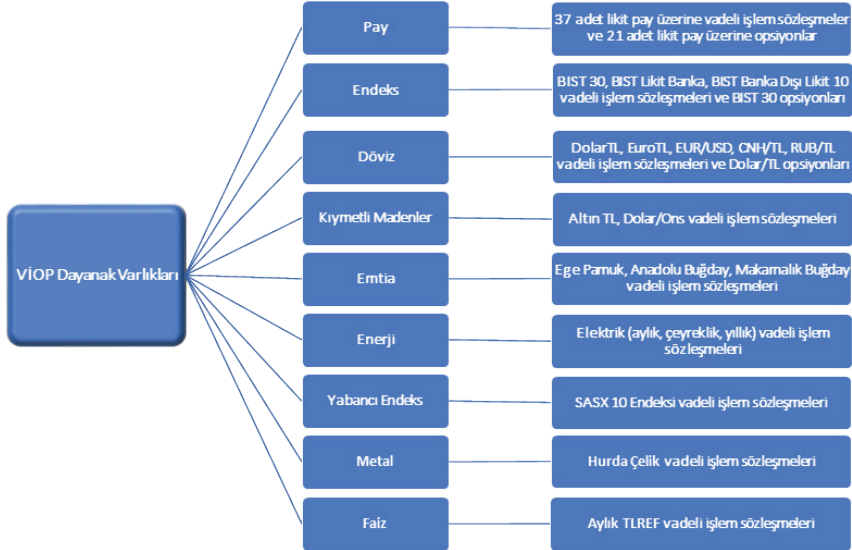 VİOP Dayanak Varlıkları
Pay
37 adet likit pay üzerine vadeli işlem sözleşmeler
ve 21 adet likit pay üzerine opsiyonlar
Endeks
BIST 30, BIST Likit Banka, BIST Banka Dışı Likit 10
vadeli işlem sözleşmeleri ve BIST 30 opsiyonları
Döviz
DolarTL, EuroTL, EUR/USD, CNH/TL, RUB/TL
vadeli işlem sözleşmeleri ve Dolar/TL opsiyonları
Kıymetli Madenler
Altın TL, Dolar/Ons vadeli işlem sözleşmeleri
Emtia
Ege Pamuk, Anadolu Buğday, Makarnalık Buğday
vadeli işlem sözleşmeleri
Enerji
Elektrik (aylık, çeyreklik, yıllık) vadeli işlem
sözleşmeleri
Yabancı Endeks
SASX 10 Endeksi vadeli işlem sözleşmeleri
Metal
Hurda Çelik vadeli işlem sözleşmeleri
Faiz
Aylık TLREF vadeli işlem sözleşmeleri